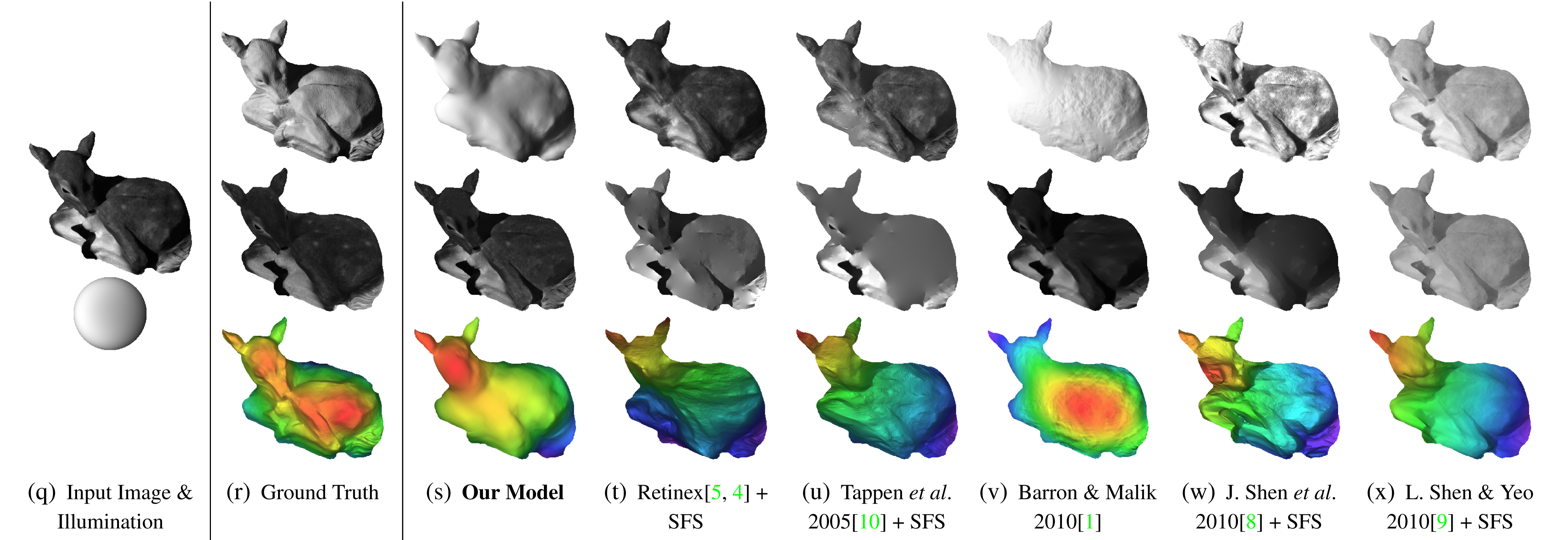 (q) Input Image &
Illumination
(r) Ground Truth
(s) Our Model
(t) Retinex[5, 4] +
SFS
(u) Tappen et al.
2005[10] + SFS
(v) Barron & Malik
2010[1]
(w) J. Shen et al.
2010[8] + SFS
(x) L. Shen & Yeo
2010[9] + SFS